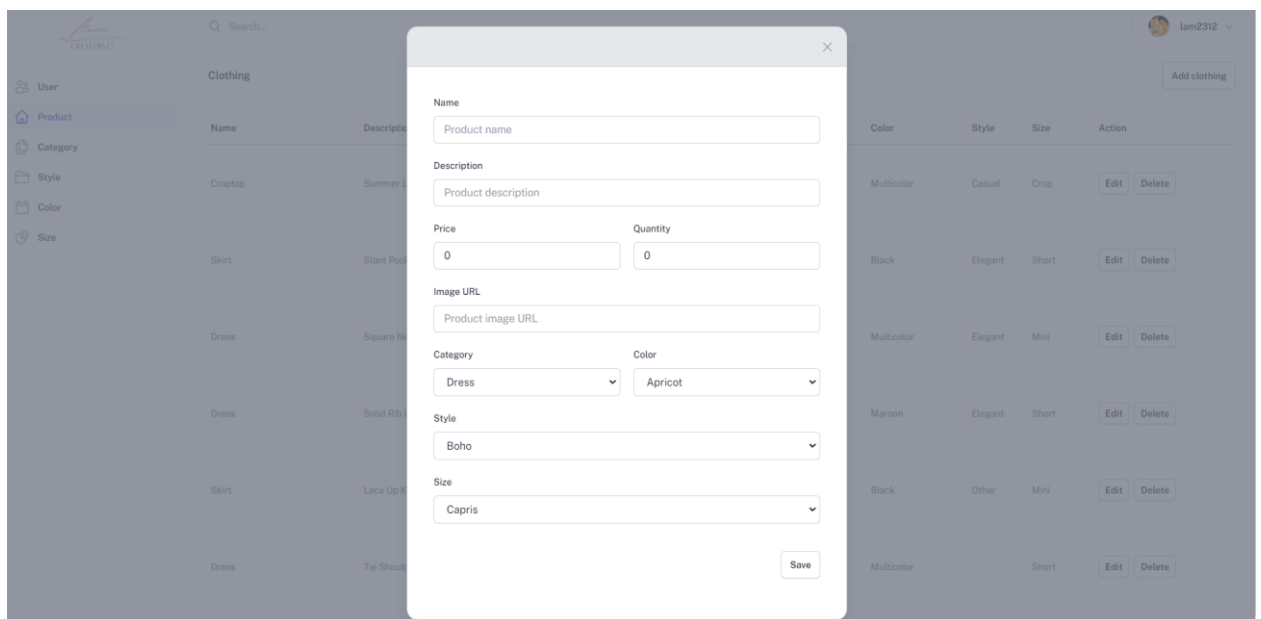 CLOTHING
Search...
lam2312
User
Product
Category
Style
Color
Size
Clothing
Add clothing
Name Color Style Size Action
Croptop Summer Multicolor Casual Crop Edit Delete
Skirt Slant Black Elegant Short Edit Delete
Dress Square Multicolor Elegant Mini Edit Delete
Dress Solid Rib Maroon Elegant Short Edit Delete
Skirt Lace Up Black Other Mini Edit Delete
Dress Tie Multicolor Short Edit Delete
Name
Product name
Description
Product description
Price Quantity
0 0
Image URL
Product image URL
Category Color
Dress Apricot
Style
Boho
Size
Capris
Save